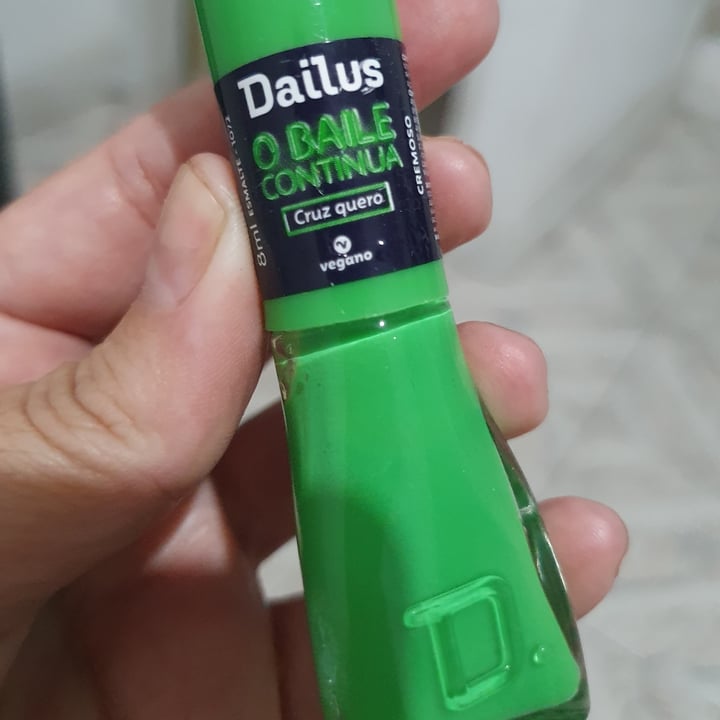 Dailus
O BAILE
CONTINUA
Cruz quero
vegano
8ml ESMALTE
CREMOSO
D.